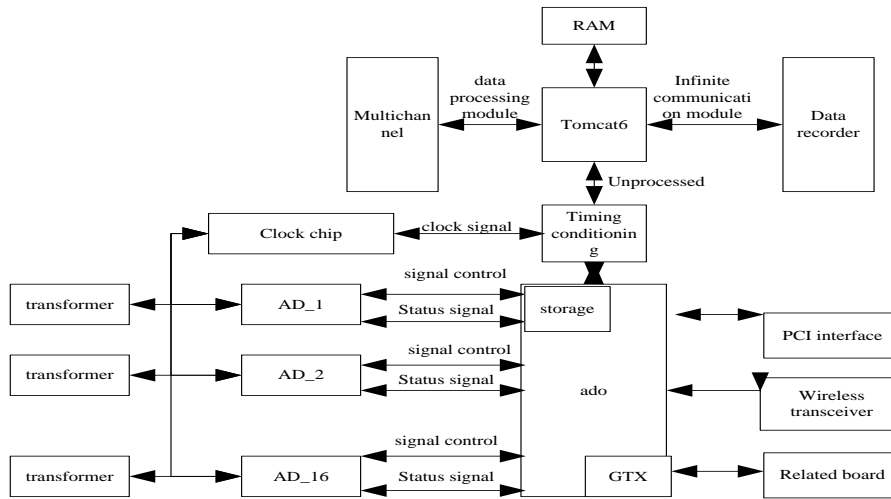 RAM
data
processing
module
Infinite
communicati
on module
Multicha
nnel
Tomcat6
Data
recorder
Unprocessed
Clock chip
clock signal
Timing
conditionin
g
signal control
transformer
AD_1
Status signal
storage
PCI interface
signal control
transformer
AD_2
Status signal
ado
Wireless
transceiver
signal control
transformer
AD_16
Status signal
GTX
Related board